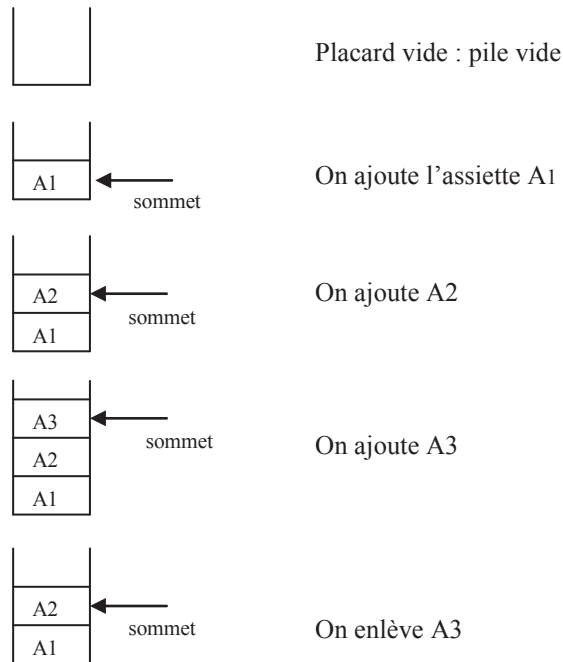 Placard vide : pile vide
A1
sommet
On ajoute l'assiette A1
A2
A1
sommet
On ajoute A2
A3
A2
A1
sommet
On ajoute A3
A2
A1
sommet
On enlève A3